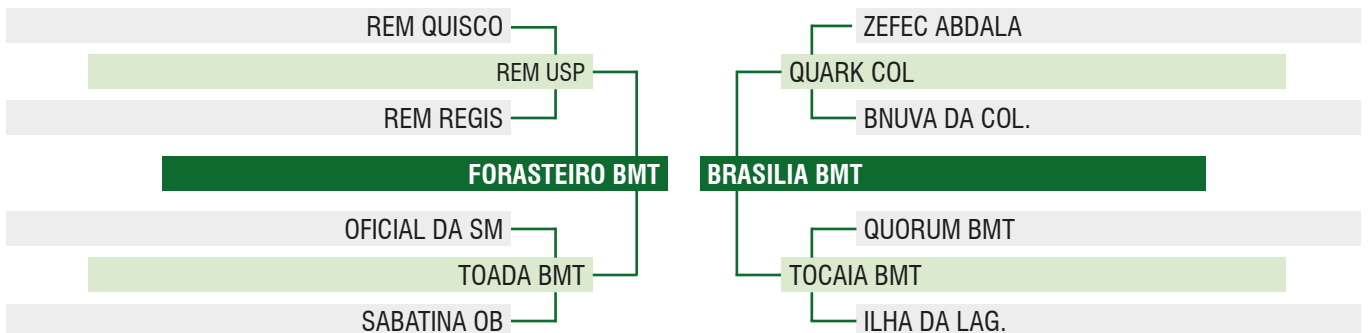 REM QUISCO
REM USP
REM REGIS
FORASTEIRO BMT
OFICIAL DA SM
TOADA BMT
SABATINA OB
ZEFEC ABDALA
QUARK COL
BNUVA DA COL.
BRASILIA BMT
QUORUM BMT
TOCAIA BMT
ILHA DA LAG.